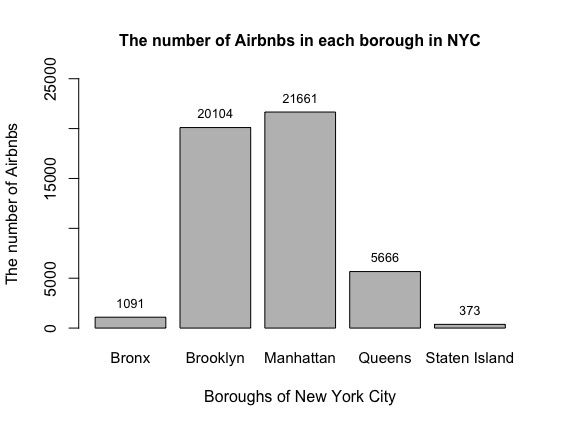 The number of Airbnbs in each borough in NYC
The number of Airbnbs
25000
15000
5000
0
1091
20104
21661
5666
373
Bronx
Brooklyn
Manhattan
Queens
Staten Island
Boroughs of New York City